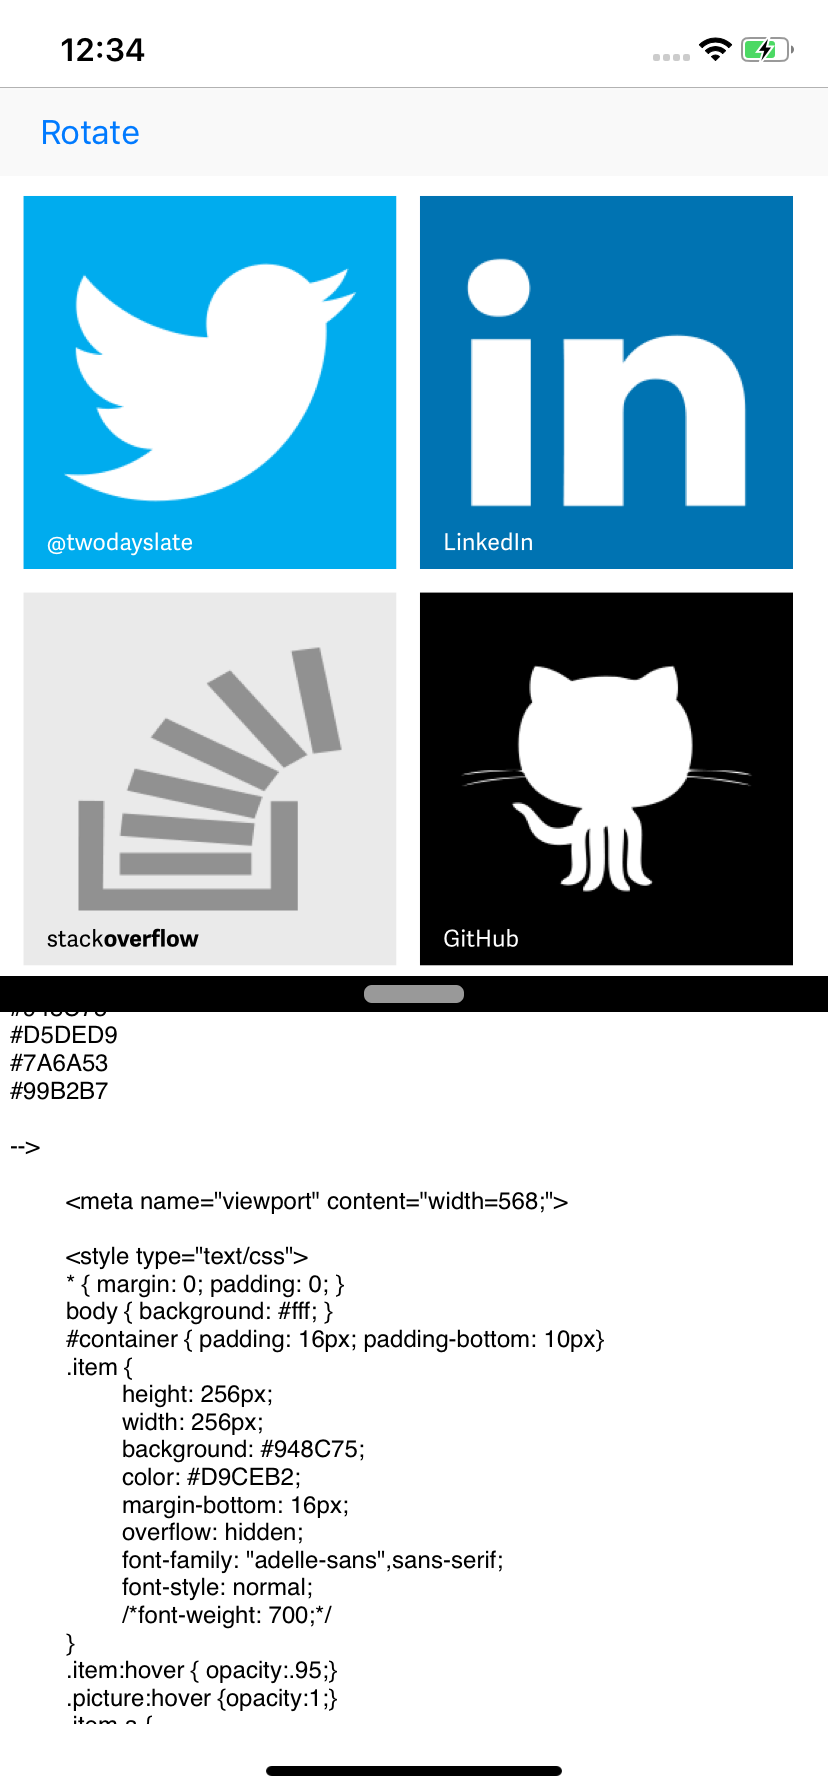 12:34
Rotate
in
@twodayslate
LinkedIn
stackoverflow
GitHub
#D5DED9
#7A6A53
#99B2B7
-->
<meta name="viewport" content="width=568;">
<style type="text/css">
* { margin: 0; padding: 0; }
body { background: #fff; }
#container { padding: 16px; padding-bottom: 10px}
.item {
height: 256px;
width: 256px;
background: #948C75;
color: #D9CEB2;
margin-bottom: 16px;
overflow: hidden;
font-family: "adelle-sans",sans-serif;
font-style: normal;
/*font-weight: 700;*/
}
.item:hover { opacity:.95;}
.picture:hover {opacity:1;}